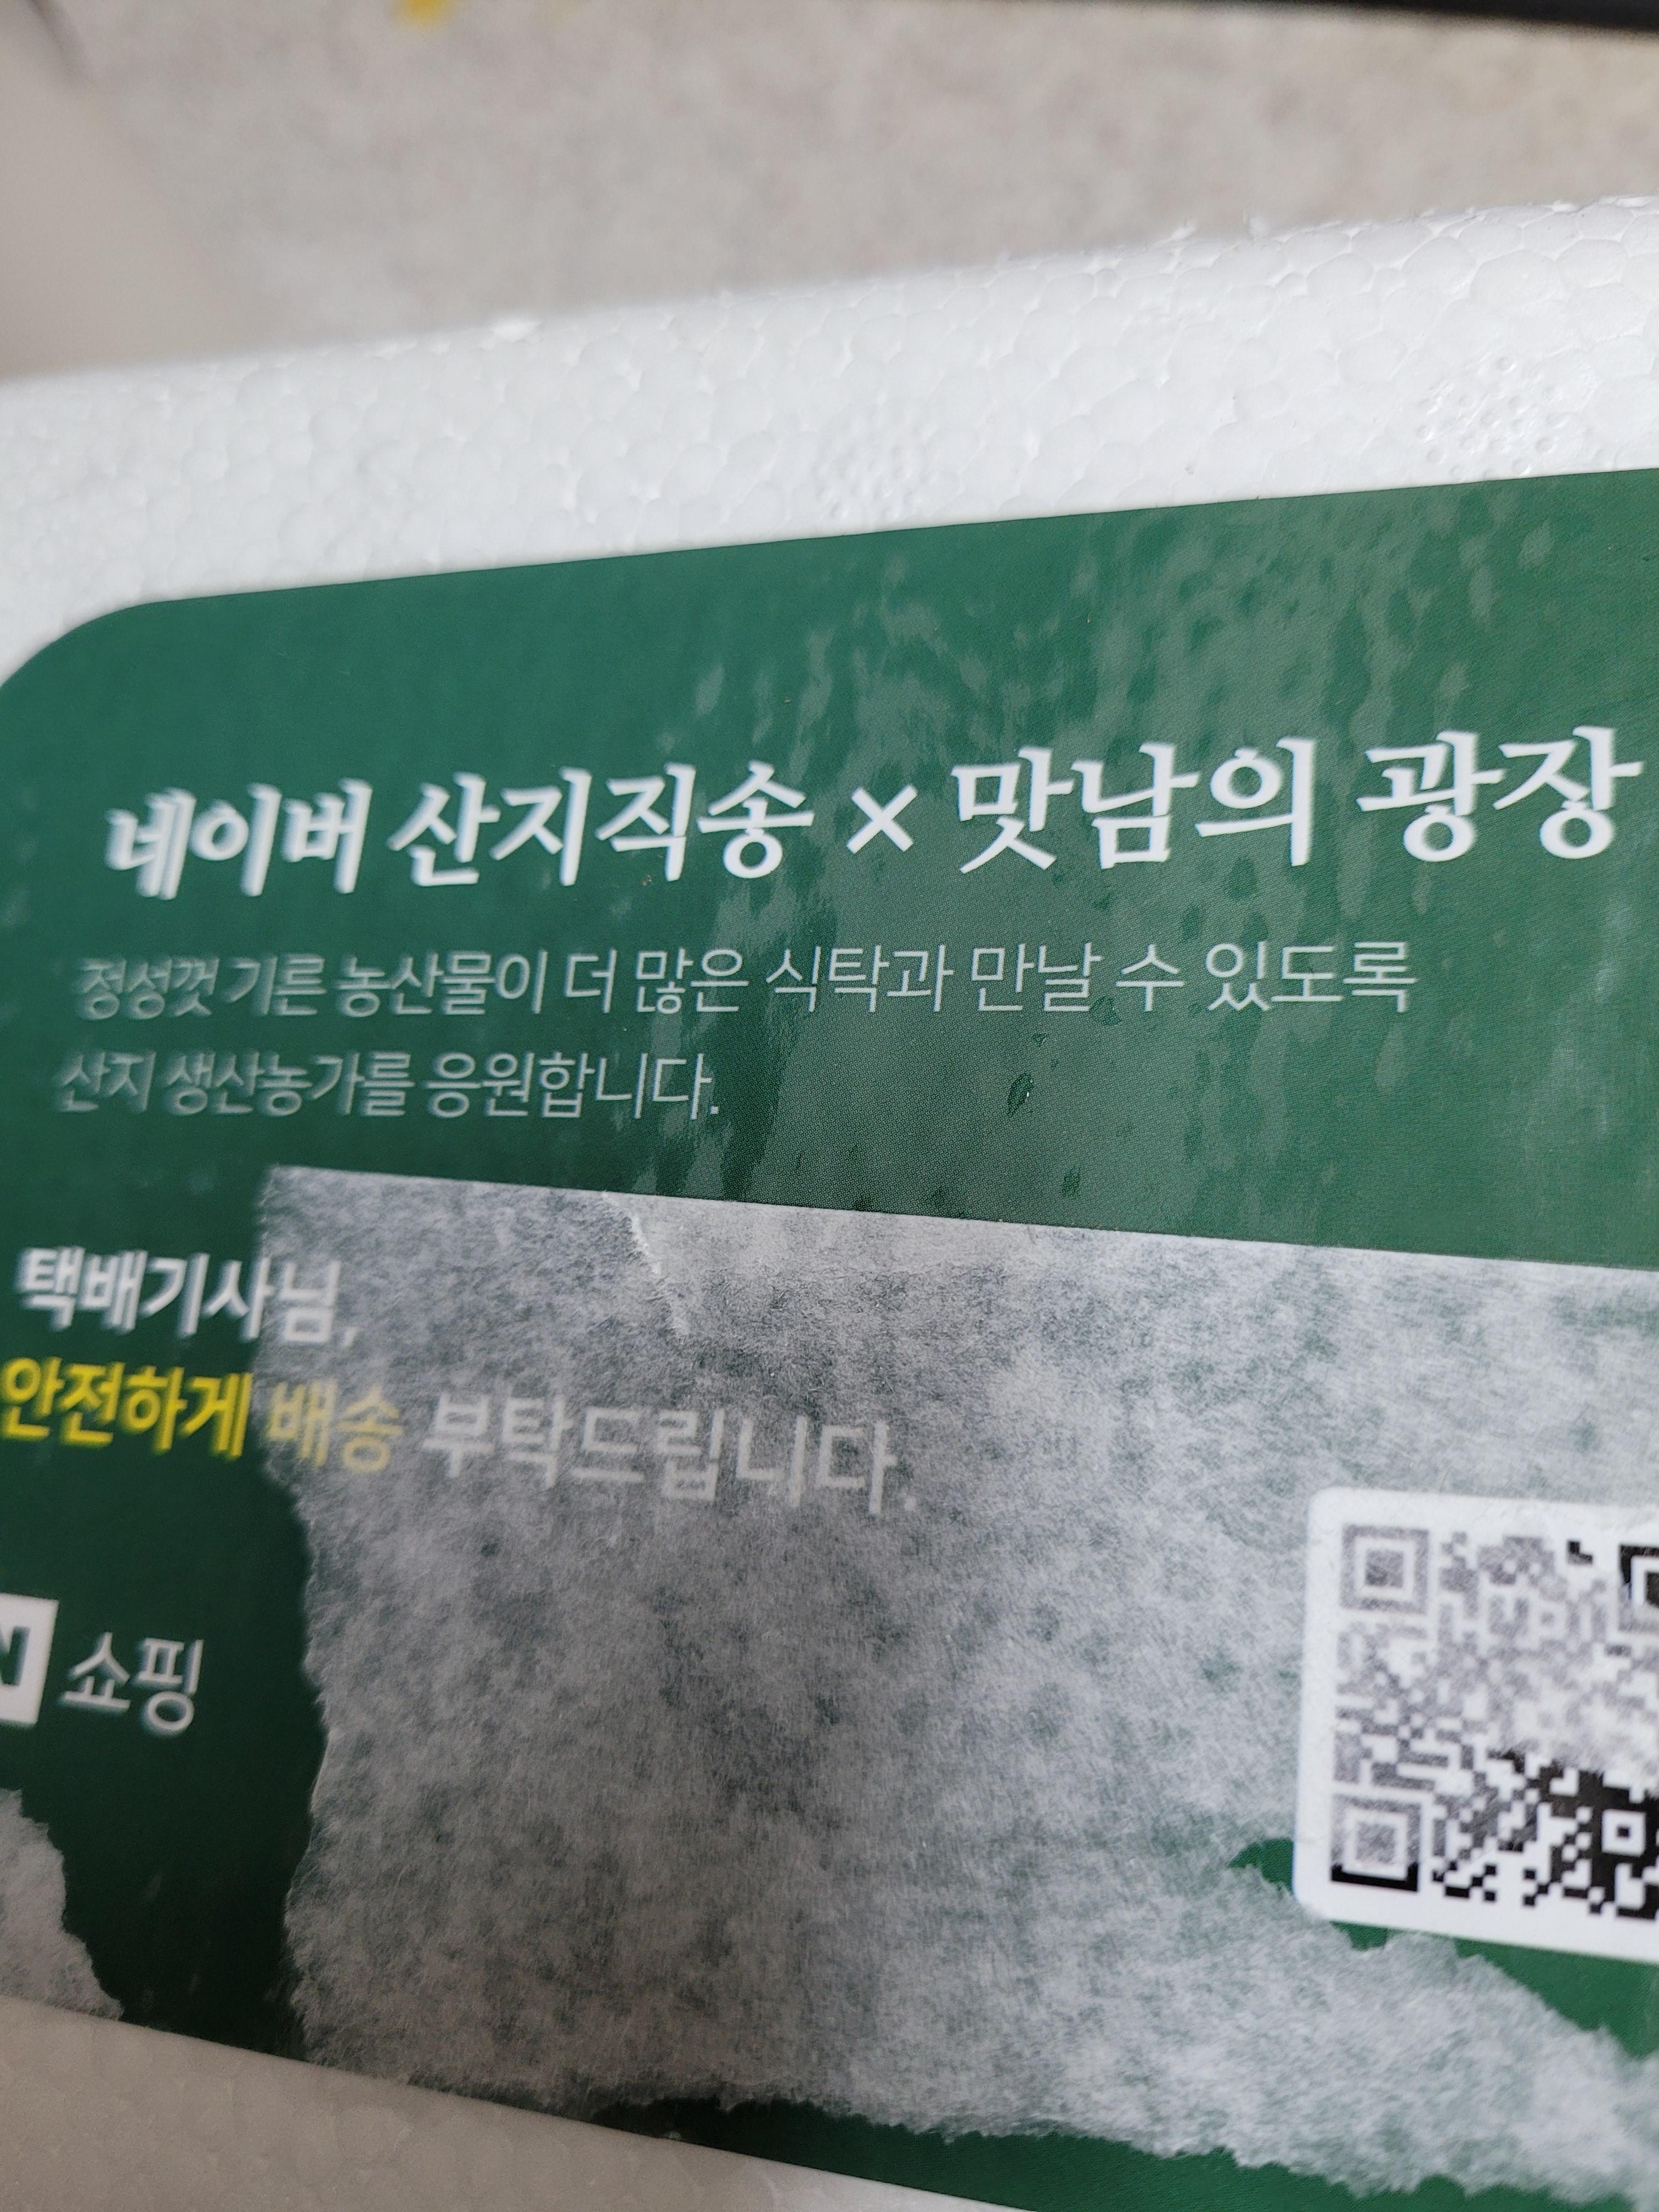 네이버 산지직송 × 맛남의 광장
정성껏 기른 농산물이 더 많은 식탁과 만날 수 있도록
산지 생산농가를 응원합니다.
택배기사님,
안전하게 배송 부탁드립니다.
N 쇼핑